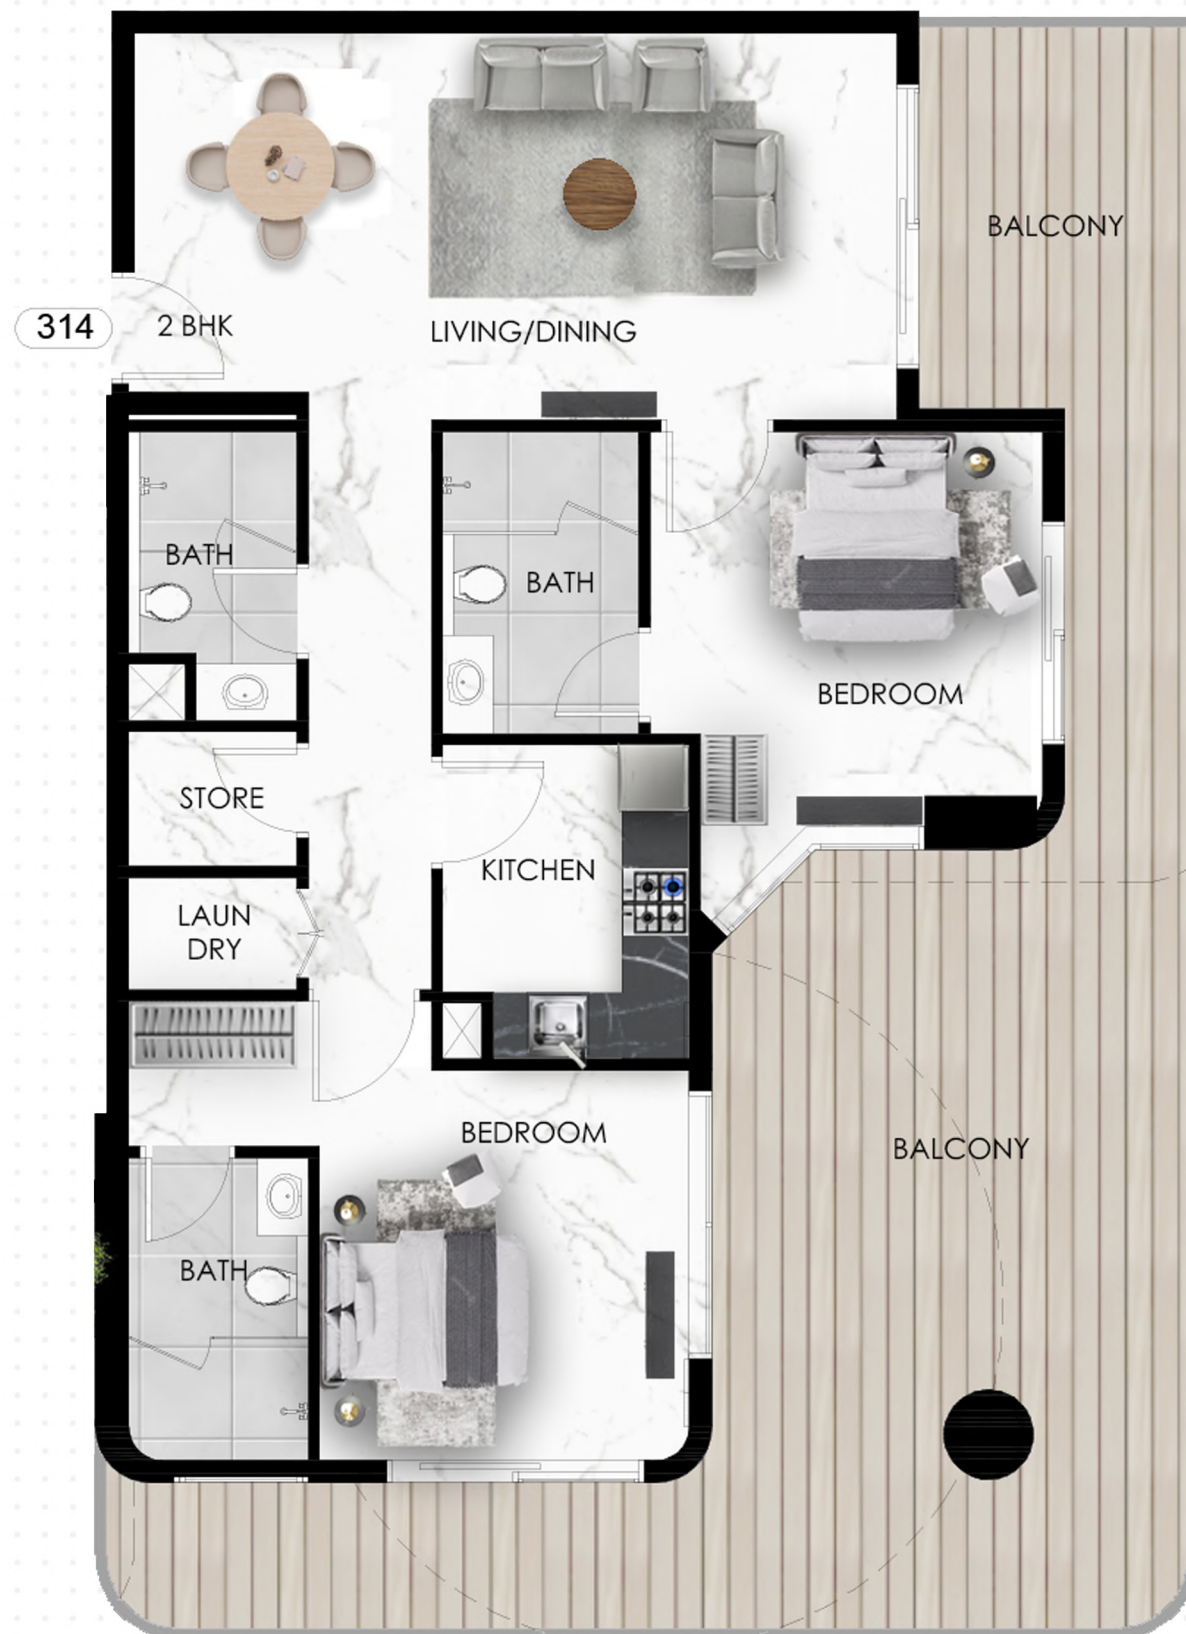 BALCONY
314
2 BHK
LIVING/DINING
BATH
BATH
BEDROOM
STORE
KITCHEN
LAUN
DRY
BEDROOM
BALCONY
BATH